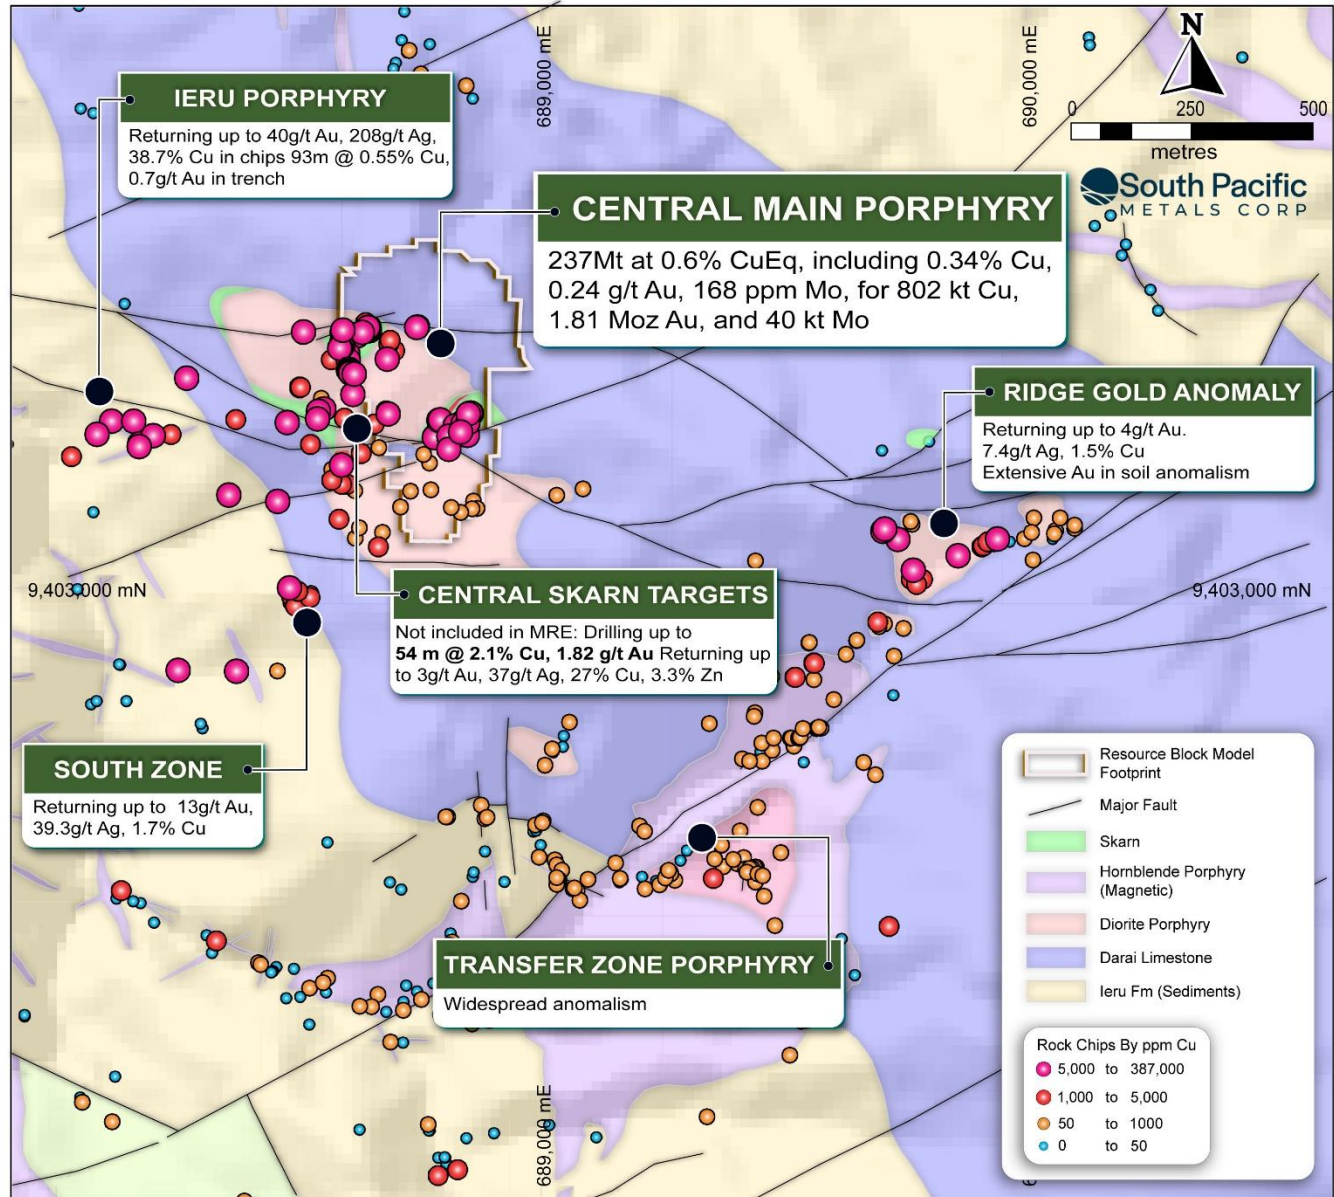 689,000 mE
690,000 mE
N
0 250 500
metres
South Pacific
METALS CORP
IERU PORPHYRY
Returning up to 40g/t Au, 208g/t Ag,
38.7% Cu in chips 93m @ 0.55% Cu,
0.7g/t Au in trench
CENTRAL MAIN PORPHYRY
237Mt at 0.6% CuEq, including 0.34% Cu,
0.24 g/t Au, 168 ppm Mo, for 802 kt Cu,
1.81 Moz Au, and 40 kt Mo
RIDGE GOLD ANOMALY
Returning up to 4g/t Au.
7.4g/t Ag, 1.5% Cu
Extensive Au in soil anomalism
9,403,000 mN
9,403,000 mN
CENTRAL SKARN TARGETS
Not included in MRE: Drilling up to
54 m @ 2.1% Cu, 1.82 g/t Au Returning up
to 3g/t Au, 37g/t Ag, 27% Cu, 3.3% Zn
SOUTH ZONE
Returning up to 13g/t Au,
39.3g/t Ag, 1.7% Cu
TRANSFER ZONE PORPHYRY
Widespread anomalism
Resource Block Model
Footprint
Major Fault
Skarn
Hornblende Porphyry
(Magnetic)
Diorite Porphyry
Darai Limestone
Ieru Fm (Sediments)
Rock Chips By ppm Cu
5,000 to 387,000
1,000 to 5,000
50 to 1000
0 to 50
689,000 mE